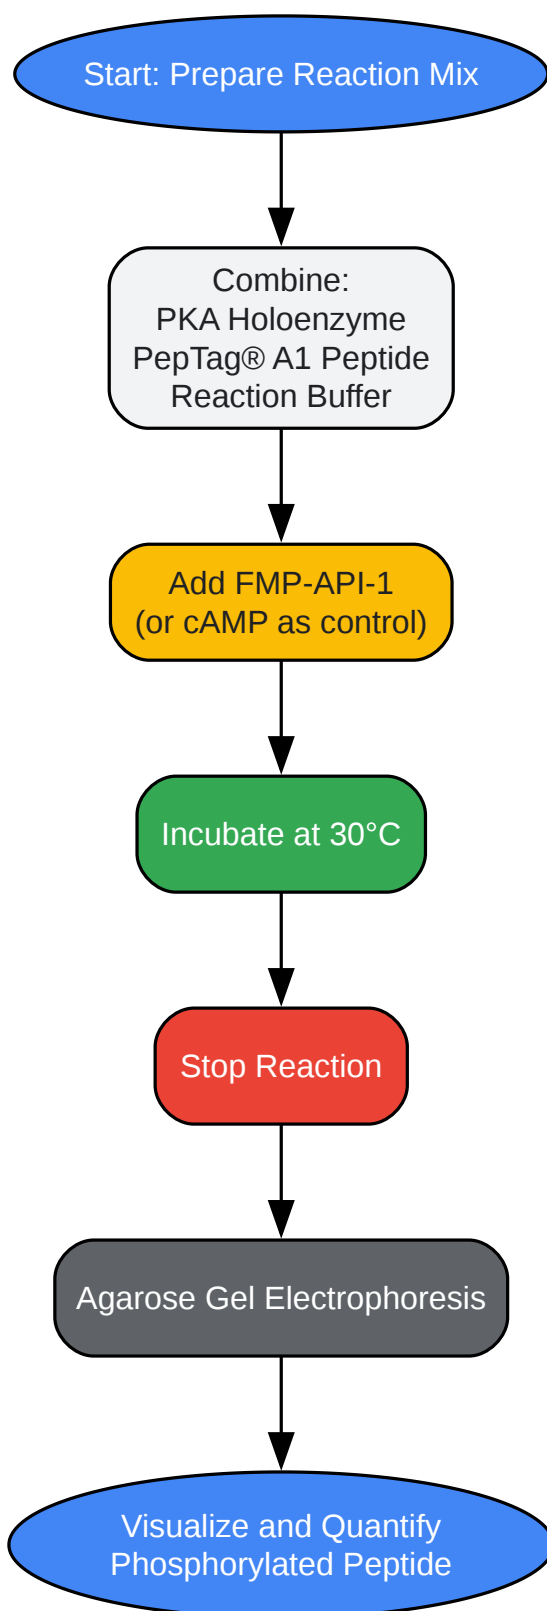 Start: Prepare Reaction Mix
Combine:
PKA Holoenzyme
PepTag® A1 Peptide
Reaction Buffer
Add FMP-API-1
(or cAMP as control)
Incubate at 30°C
Stop Reaction
Agarose Gel Electrophoresis
Visualize and Quantify
Phosphorylated Peptide